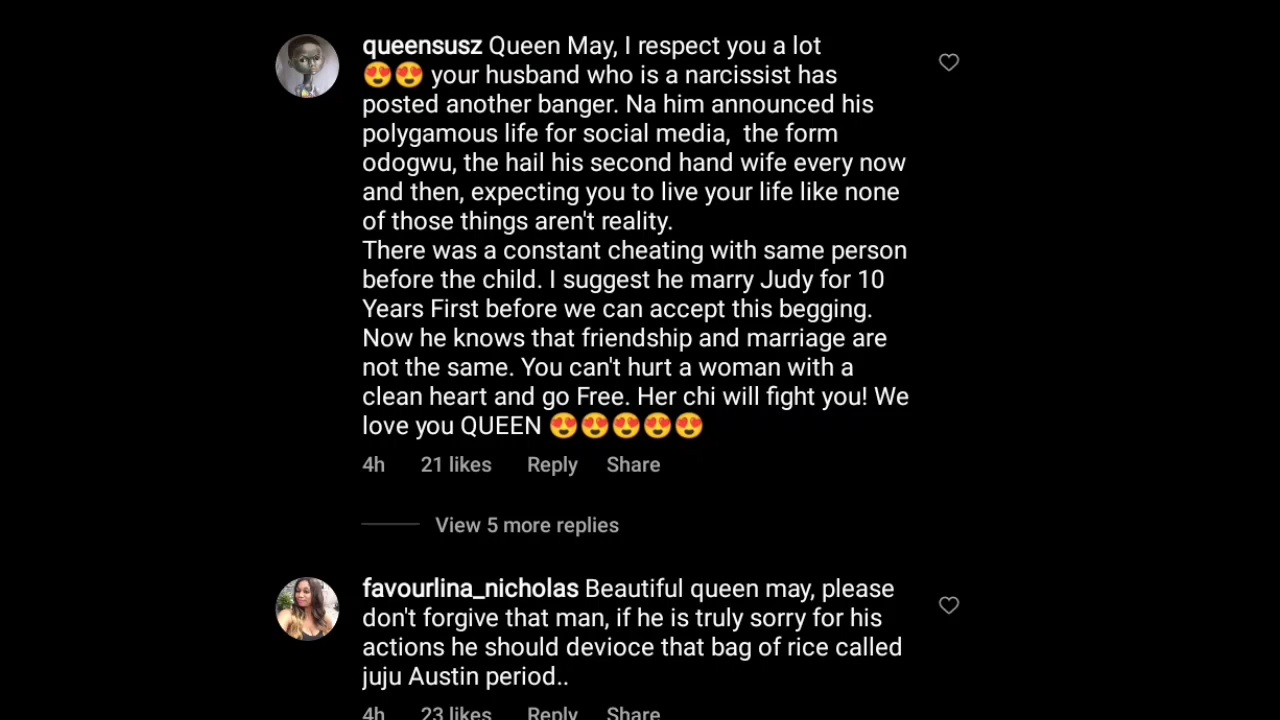 queensusz Queen May, I respect you a lot
😍😍 your husband who is a narcissist has
posted another banger. Na him announced his
polygamous life for social media,  the form
odogwu, the hail his second hand wife every now
and then, expecting you to live your life like none
of those things aren't reality.
There was a constant cheating with same person
before the child. I suggest he marry Judy for 10
Years First before we can accept this begging.
Now he knows that friendship and marriage are
not the same. You can't hurt a woman with a
clean heart and go Free. Her chi will fight you! We
love you QUEEN 😍😍😍😍😍
4h 21 likes Reply Share
View 5 more replies
favourlina_nicholas Beautiful queen may, please
don't forgive that man, if he is truly sorry for his
actions he should devioce that bag of rice called
juju Austin period..
4h 23 likes Reply Share